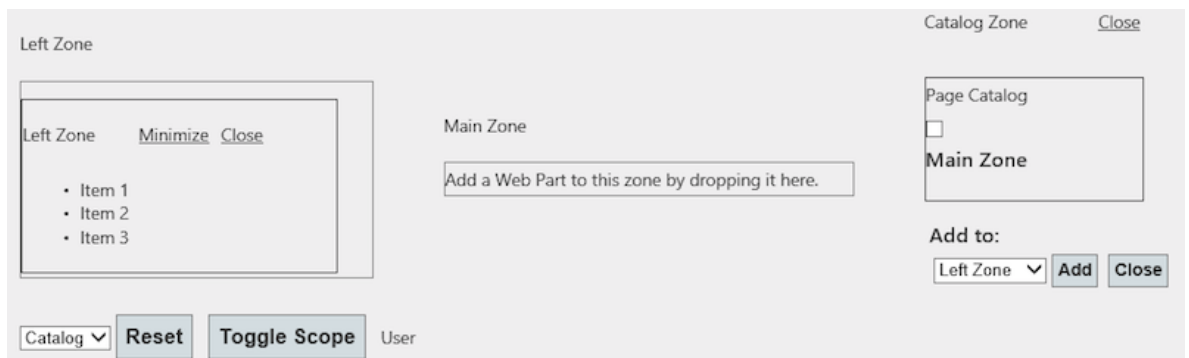 Left Zone
Left Zone Minimize Close
• Item 1
• Item 2
• Item 3
Main Zone
Add a Web Part to this zone by dropping it here.
Catalog Zone Close
Page Catalog
Main Zone
Add to:
Left Zone Add Close
Catalog Reset Toggle Scope User